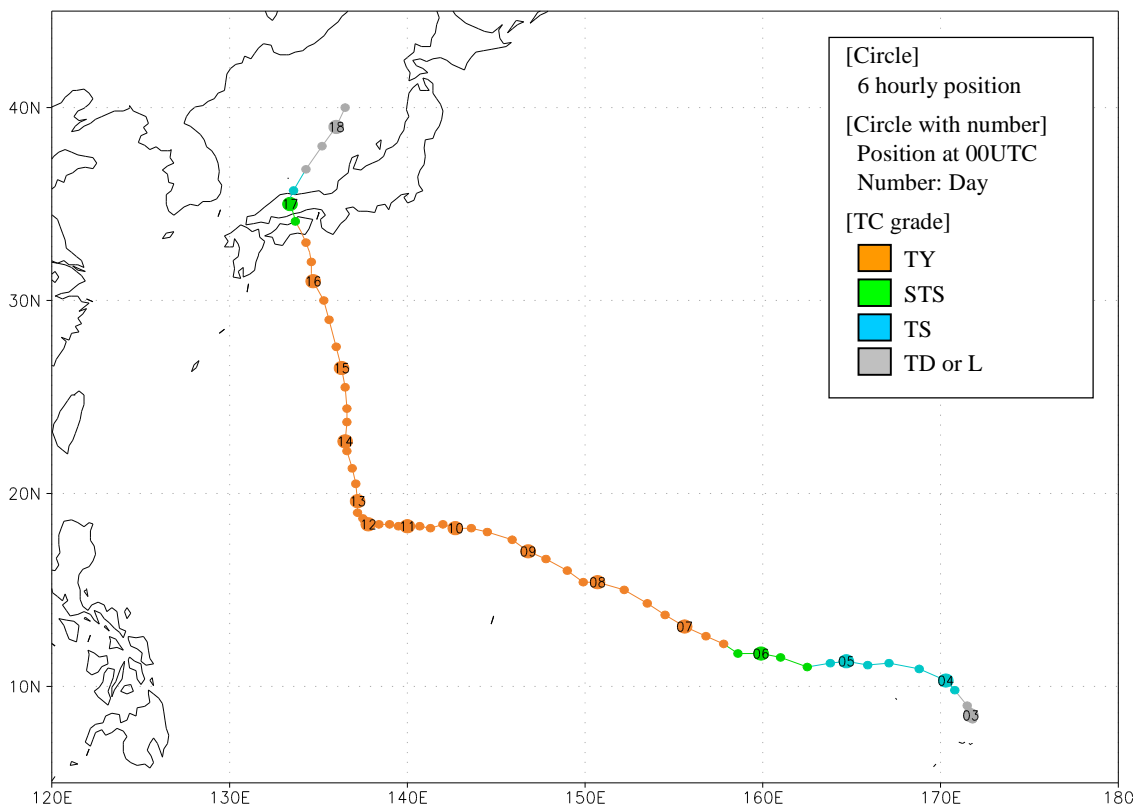 [Circle]
6 hourly position
[Circle with number]
Position at 00UTC
Number: Day
[TC grade]
TY
STS
TS
TD or L
40N
30N
20N
10N
18
17
16
15
14
13
12
11
10
09
08
07
06
05
04
03
120E
130E
140E
150E
160E
170E
180